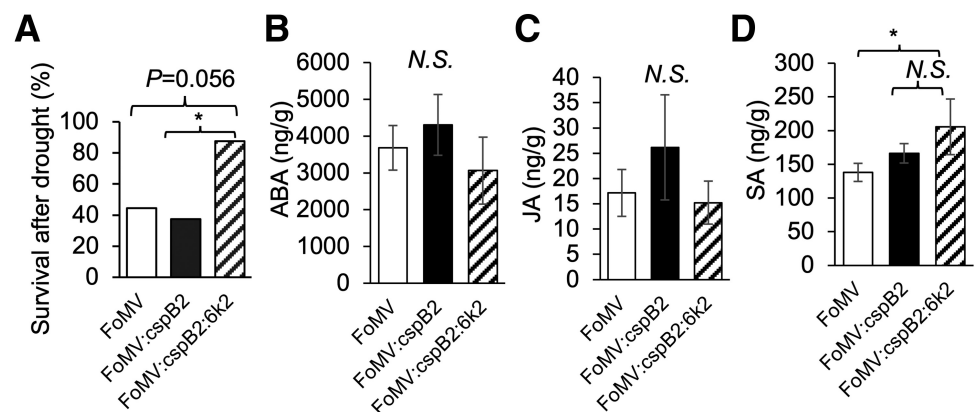 A
Survival after drought (%)
P=0.056
*
100
80
60
40
20
0
FoMV
FoMV:cspB2
FoMV:cspB2:6k2
B
ABA (ng/g)
N.S.
6000
5000
4000
3000
2000
1000
0
FoMV
FoMV:cspB2
FoMV:cspB2:6k2
C
JA (ng/g)
N.S.
40
35
30
25
20
15
10
5
0
FoMV
FoMV:cspB2
FoMV:cspB2:6k2
D
SA (ng/g)
*
N.S.
300
250
200
150
100
50
0
FoMV
FoMV:cspB2
FoMV:cspB2:6k2